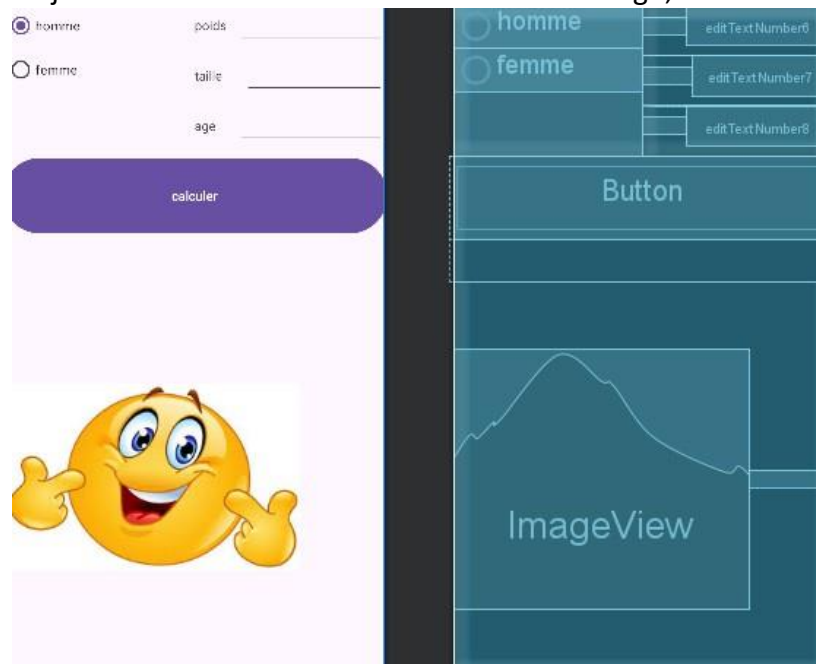 homme poids
femme taille
age
calculer
homme editTextNumber6
femme editTextNumber7
editTextNumber8
Button
ImageView